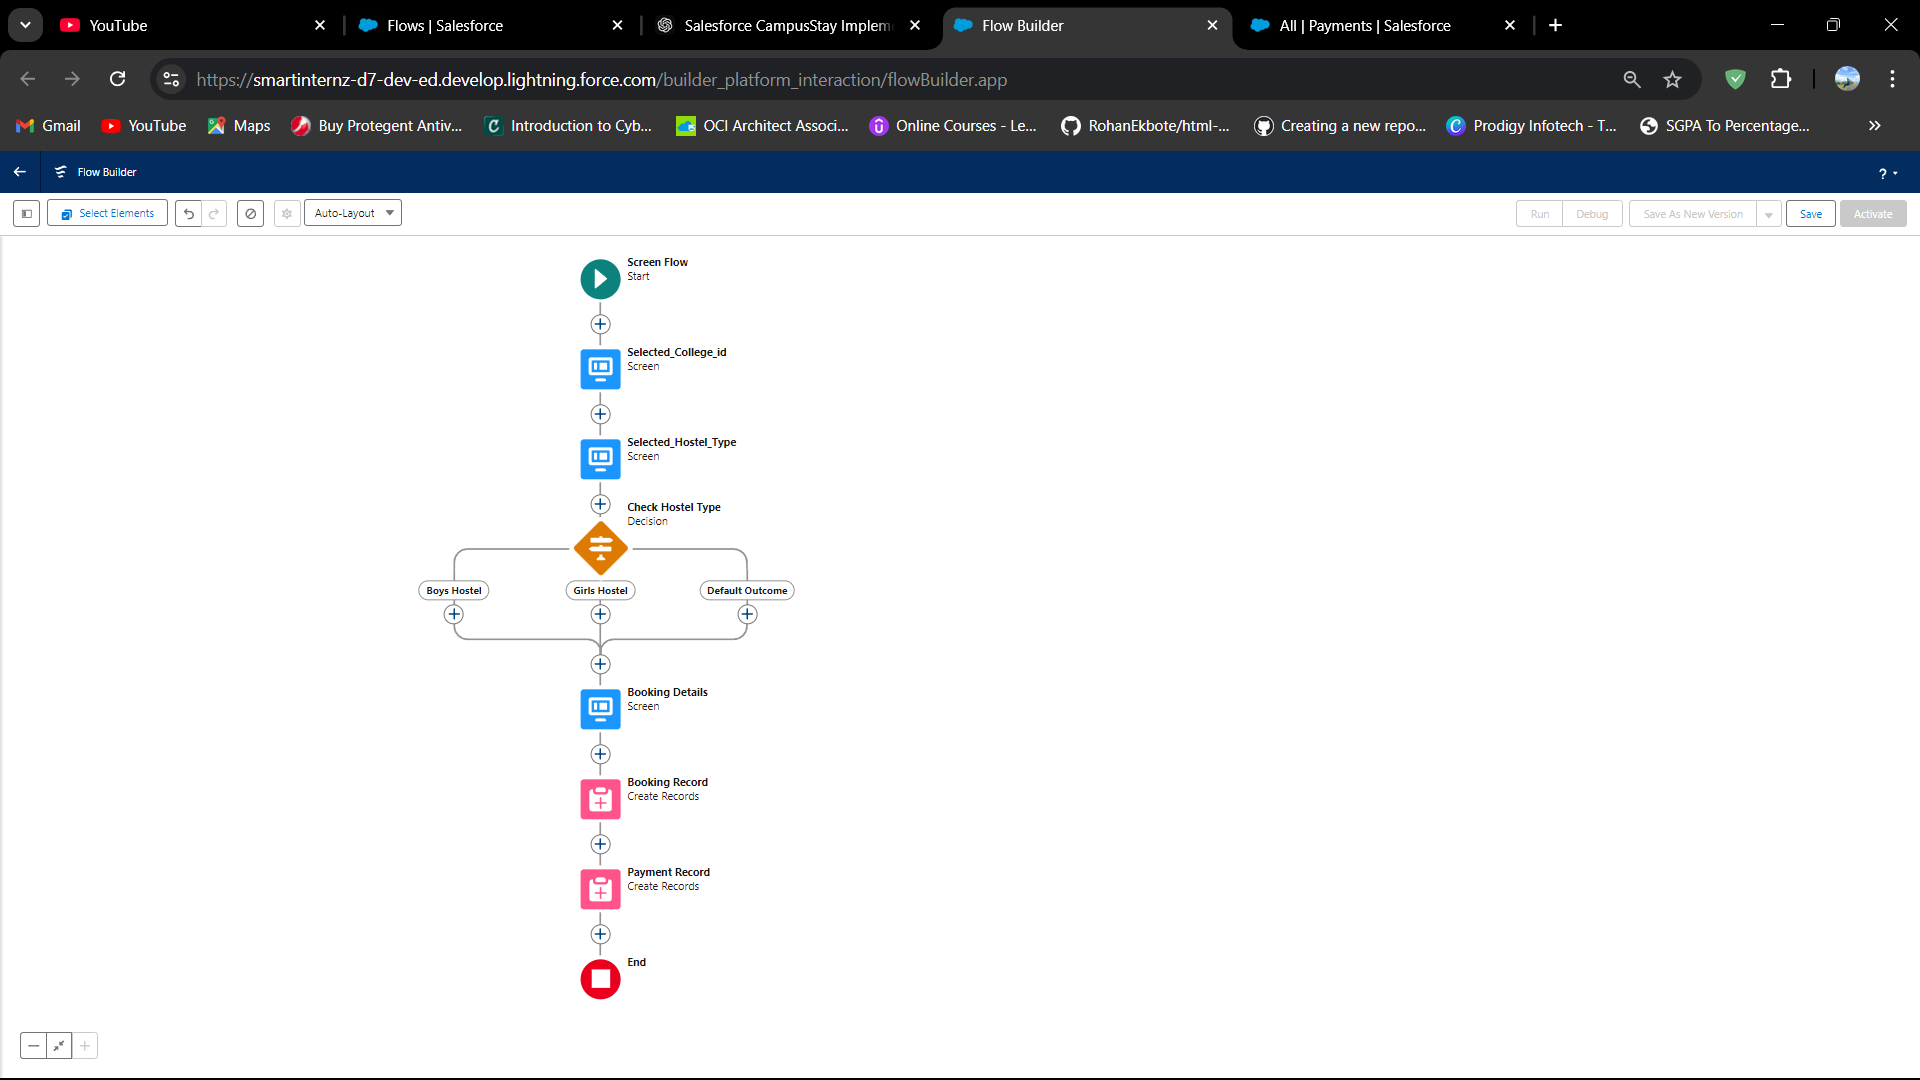 YouTube
Flows | Salesforce
Salesforce CampusStay Implem
Flow Builder
All | Payments | Salesforce
https://smartinternz-d7-dev-ed.develop.lightning.force.com/builder_platform_interaction/flowBuilder.app
Gmail
YouTube
Maps
Buy Protegent Antiv...
Introduction to Cyb...
OCI Architect Associ...
Online Courses - Le...
RohanEkbote/html-...
Creating a new repo...
Prodigy Infotech - T...
SGPA To Percentage...
Flow Builder
?
Select Elements
Auto-Layout
Run
Debug
Save As New Version
Save
Activate
Screen Flow
Start
Selected_College_id
Screen
Selected_Hostel_Type
Screen
Check Hostel Type
Decision
Boys Hostel
Girls Hostel
Default Outcome
Booking Details
Screen
Booking Record
Create Records
Payment Record
Create Records
End